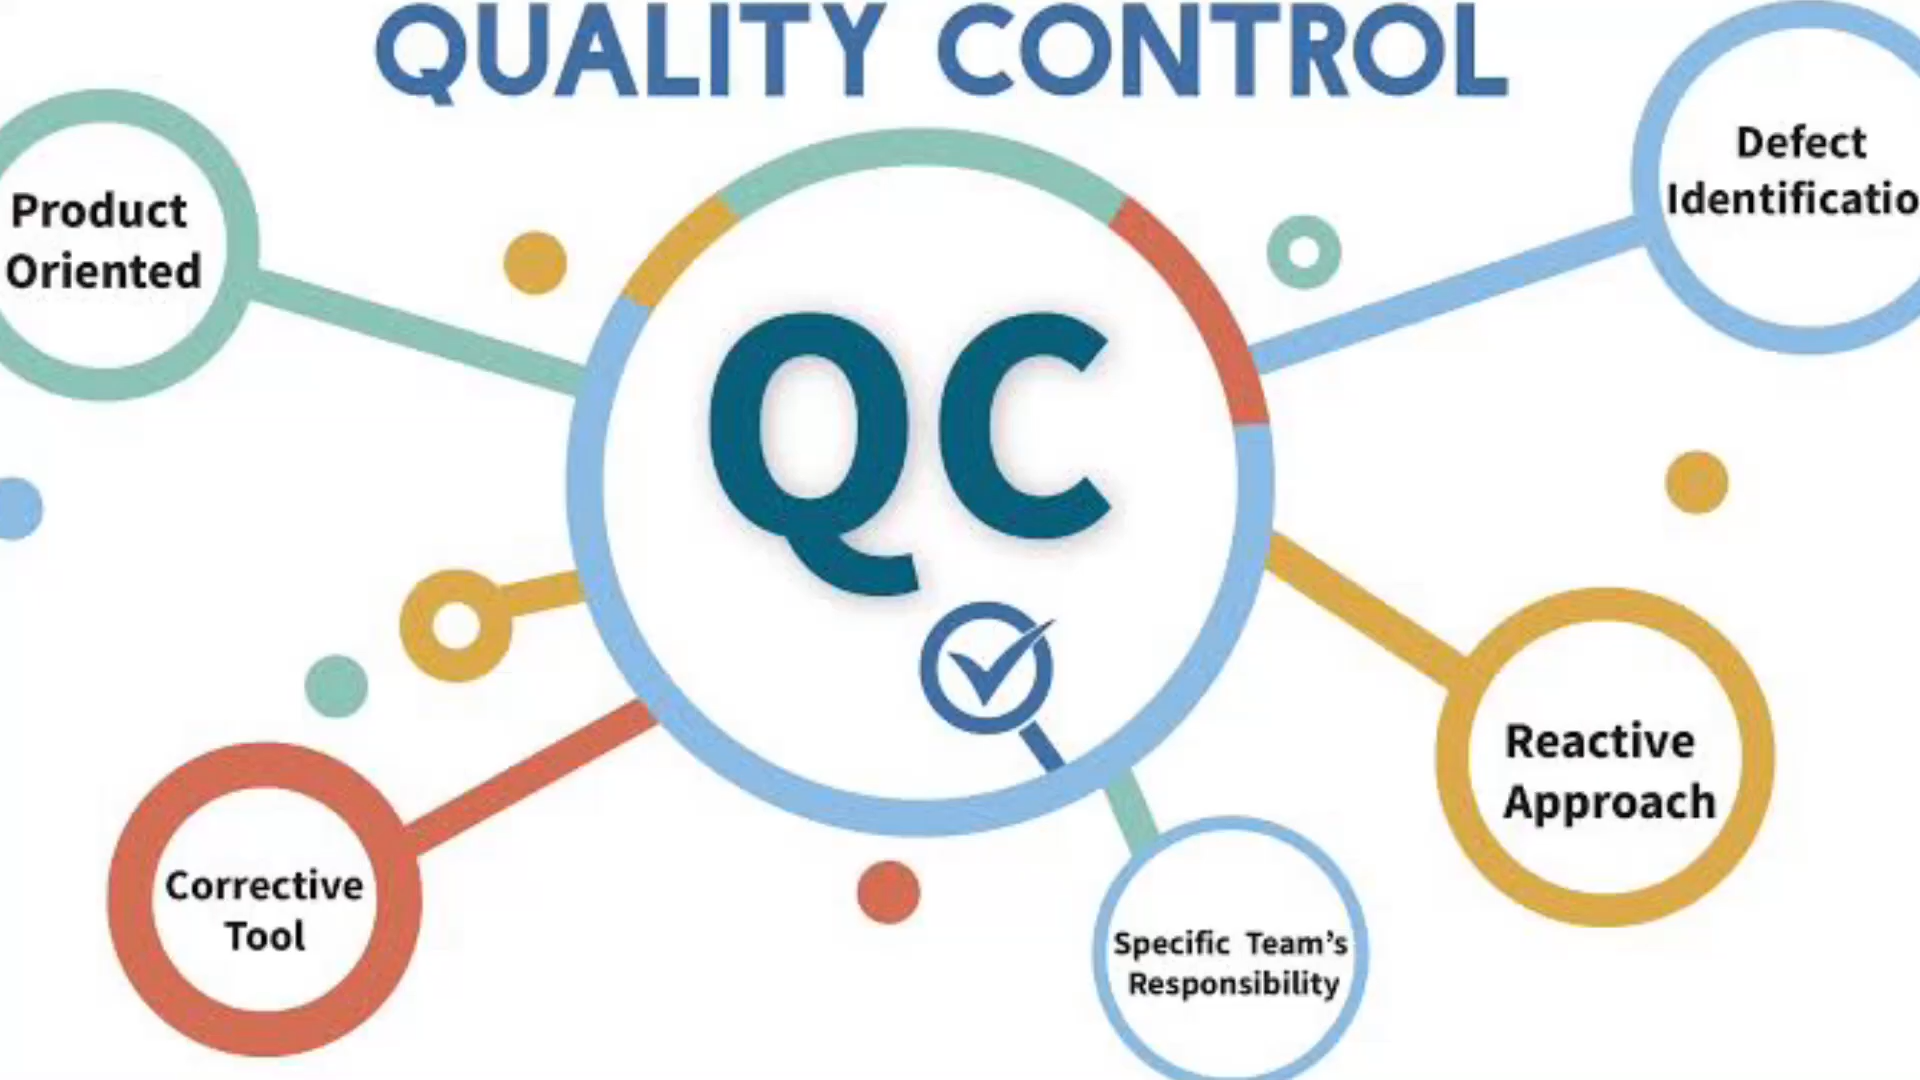 QUALITY CONTROL
Product
Oriented
Defect
Identificatio
QC
Reactive
Approach
Corrective
Tool
Specific Team's
Responsibility